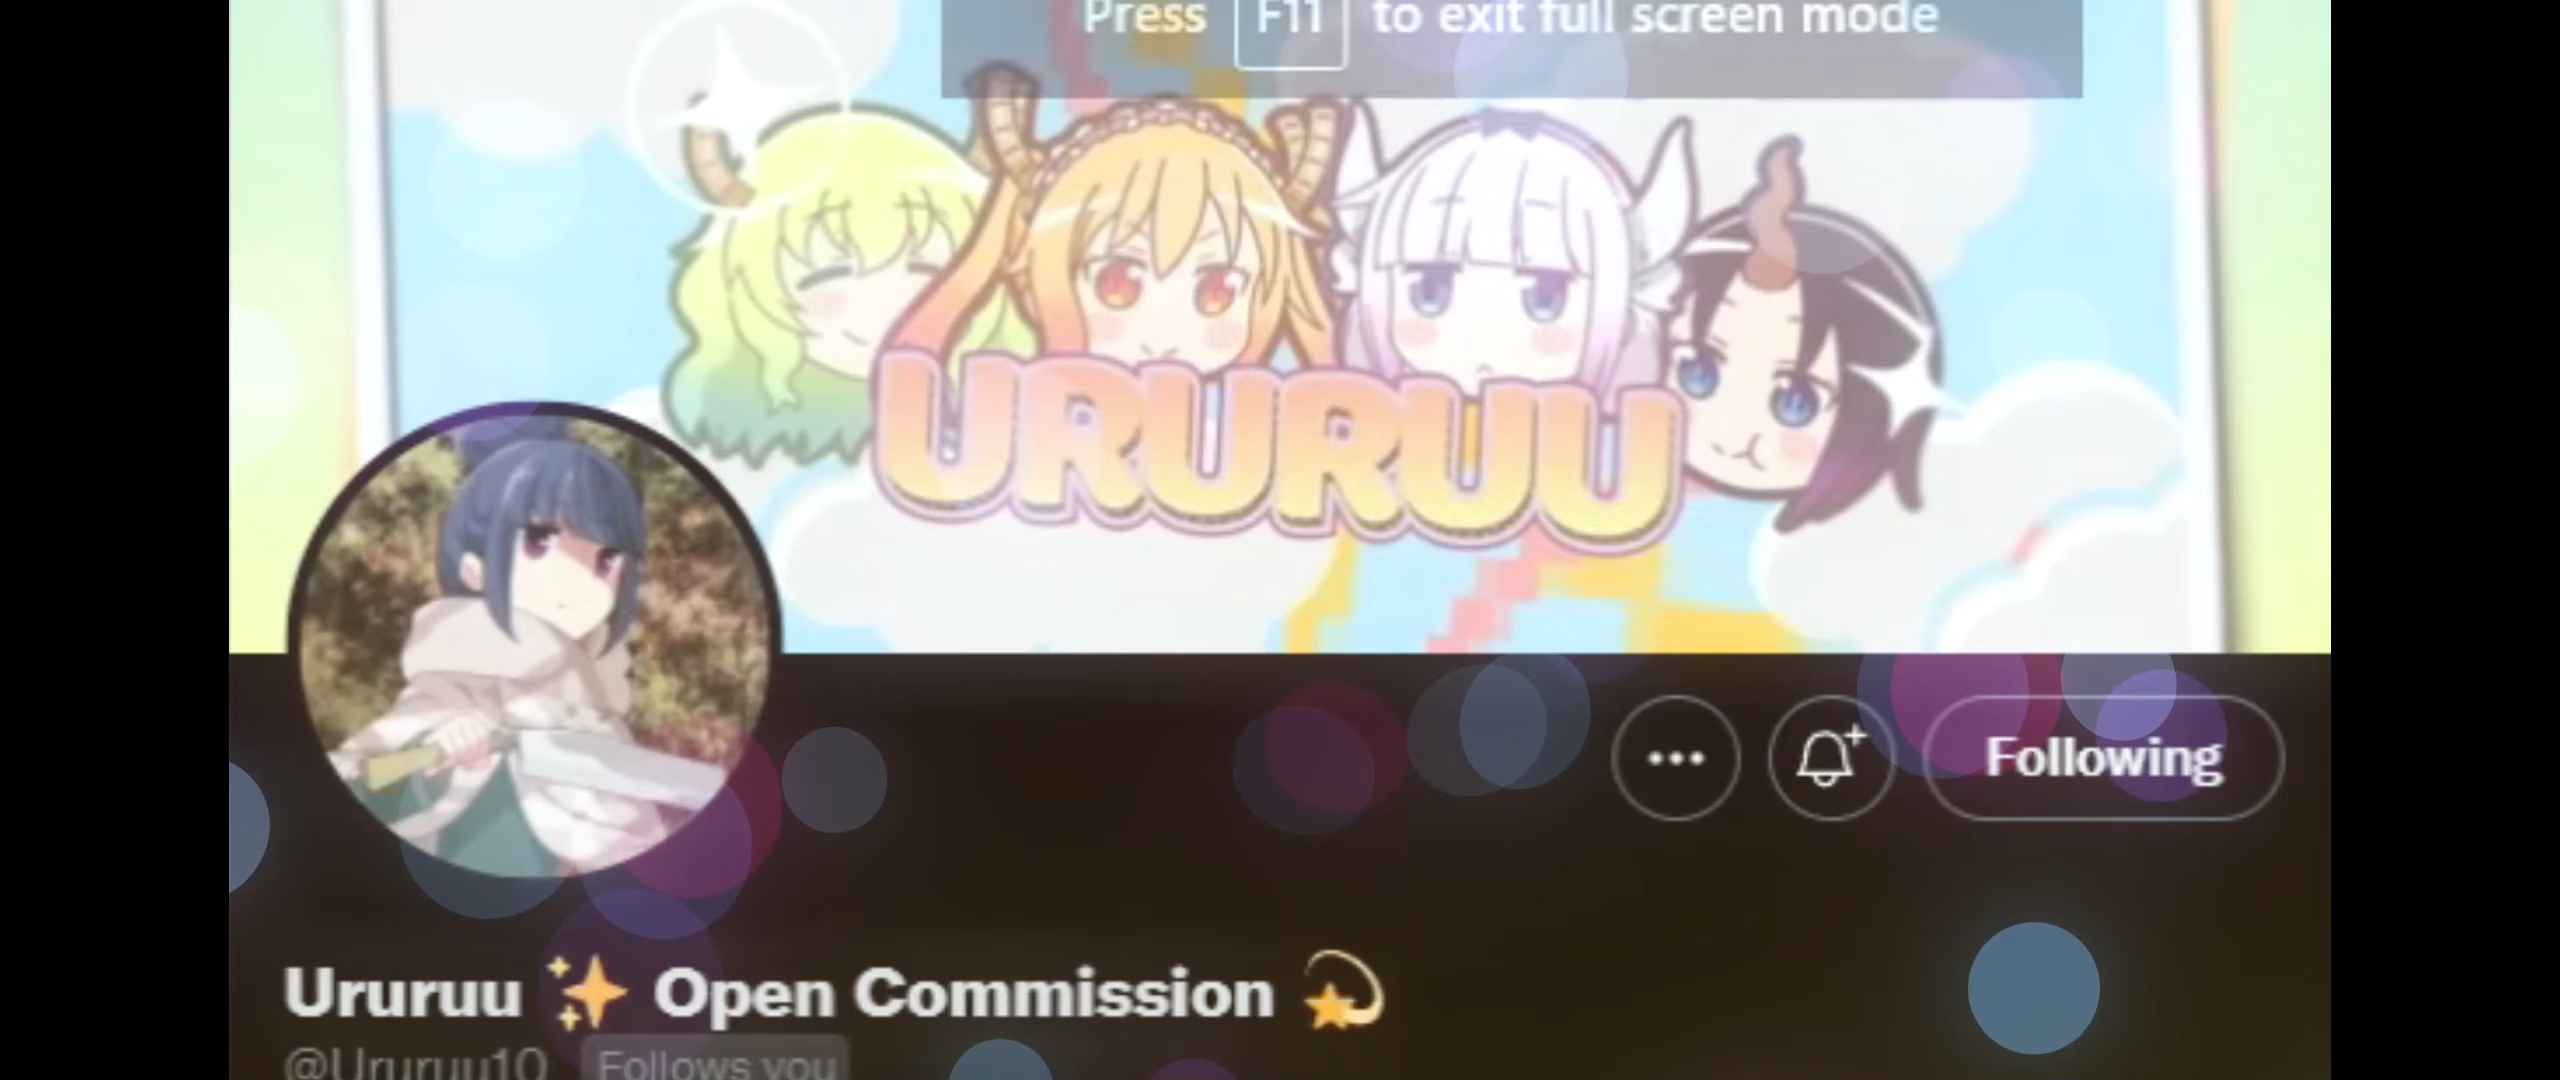 Press F11 to exit full screen mode
URURUU
Following
Ururuu ✨ Open Commission 💫
@Ururuu10 Follows you